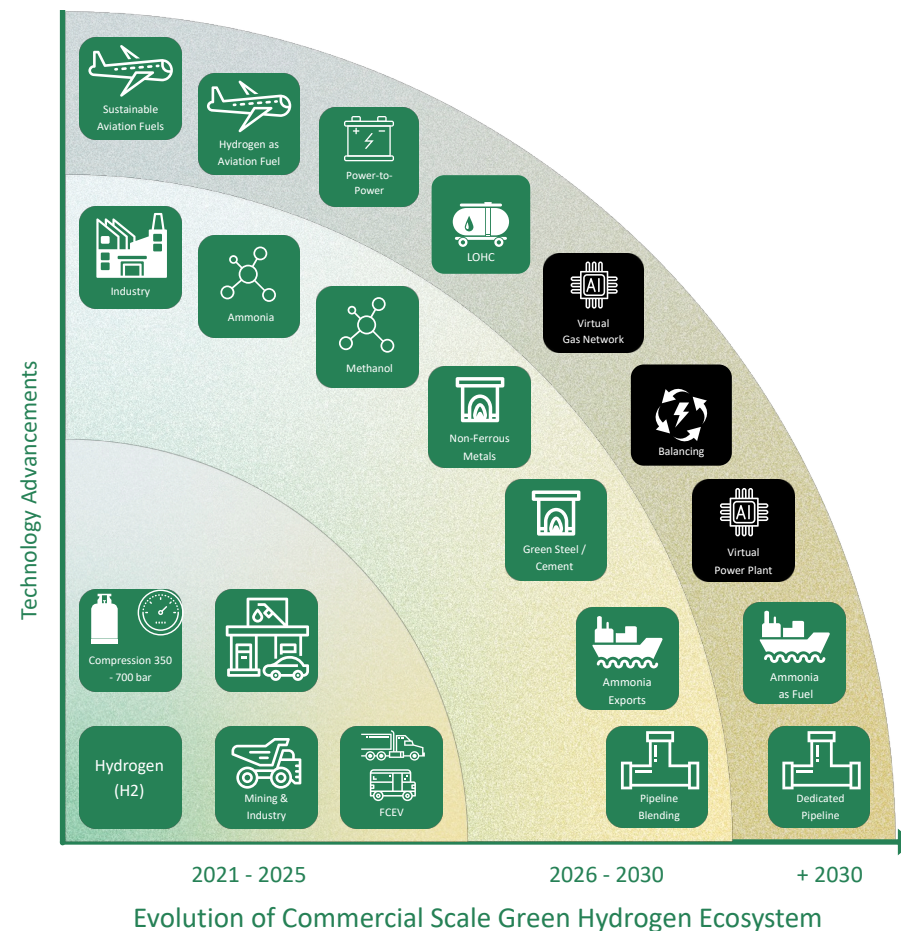 Sustainable
Aviation Fuels
Hydrogen as
Aviation Fuel
Power-to-
Power
LOHC
AI
Virtual
Gas Network
Industry
Ammonia
Methanol
Non-Ferrous
Metals
Balancing
Green Steel /
Cement
AI
Virtual
Power Plant
Compression 350
- 700 bar
Ammonia
Exports
Ammonia
as Fuel
Hydrogen
(H2)
Mining &
Industry
FCEV
Pipeline
Blending
Dedicated
Pipeline
Technology Advancements
2021 - 2025
2026 - 2030
+ 2030
Evolution of Commercial Scale Green Hydrogen Ecosystem